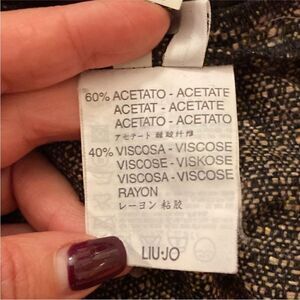 60% ACETATO - ACETATE
ACETAT - ACETATE
ACETATO - ACETATO
アセテート 醋酸纤维
40% VISCOSA - VISCOSE
VISCOSE - VISKOSE
VISCOSA - VISCOSE
RAYON
レーヨン 粘胶
LIU·JO